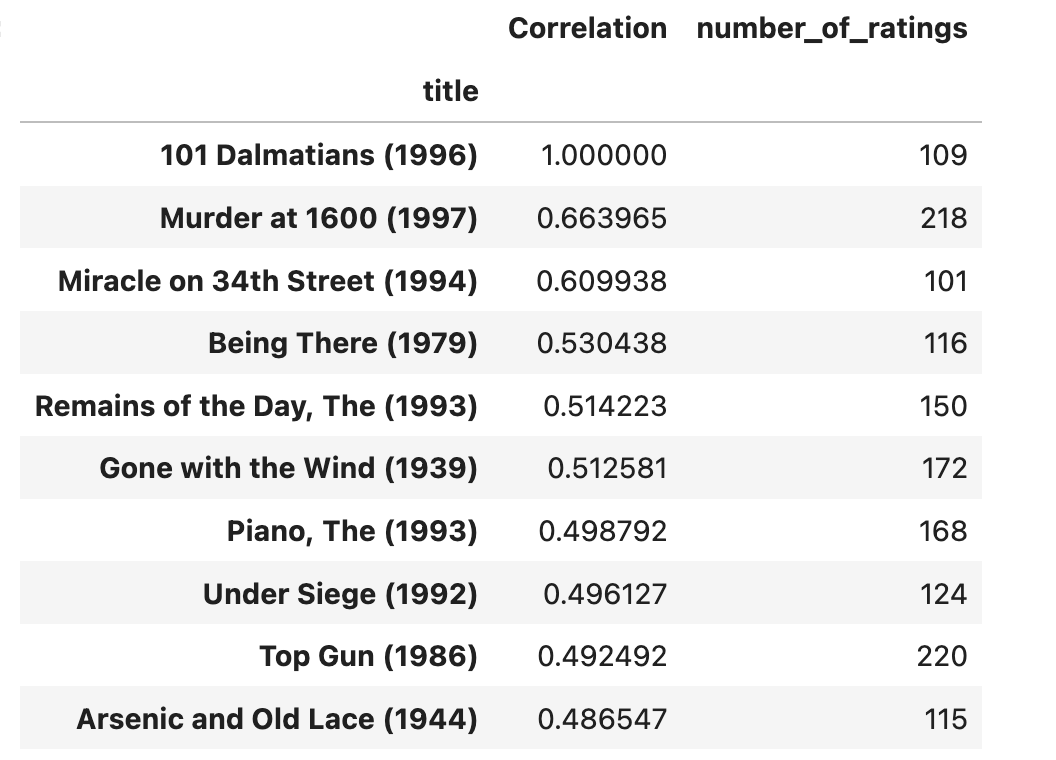 Correlation number_of_ratings
title
101 Dalmatians (1996) 1.000000 109
Murder at 1600 (1997) 0.663965 218
Miracle on 34th Street (1994) 0.609938 101
Being There (1979) 0.530438 116
Remains of the Day, The (1993) 0.514223 150
Gone with the Wind (1939) 0.512581 172
Piano, The (1993) 0.498792 168
Under Siege (1992) 0.496127 124
Top Gun (1986) 0.492492 220
Arsenic and Old Lace (1944) 0.486547 115